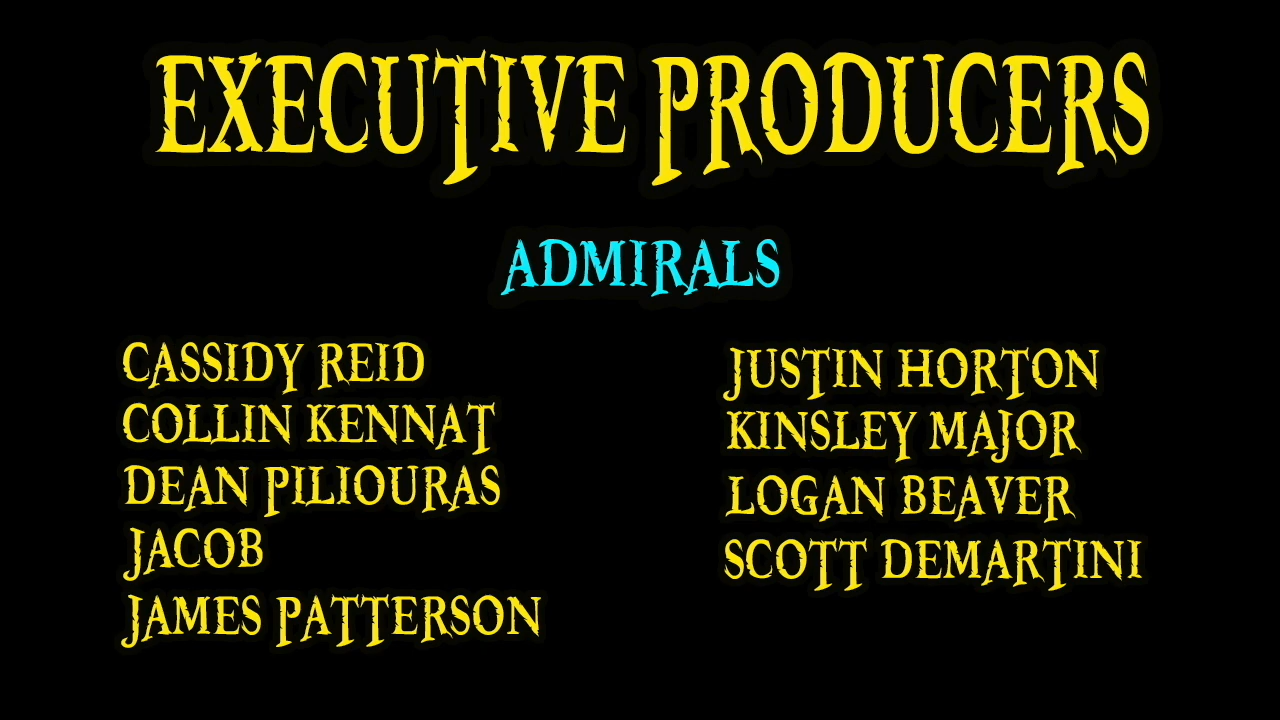 EXECUTIVE PRODUCERS
ADMIRALS
CASSIDY REID
COLLIN KENNAT
DEAN PILIOURAS
JACOB
JAMES PATTERSON
JUSTIN HORTON
KINSLEY MAJOR
LOGAN BEAVER
SCOTT DEMARTINI